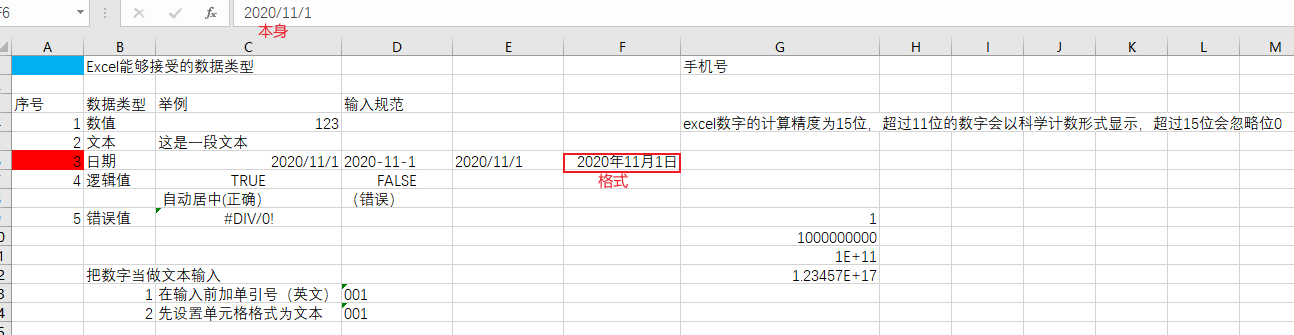 F6 fx 2020/11/1
本身
A B C D E F G H I J K L M
Excel能够接受的数据类型 手机号
序号 数据类型 举例 输入规范
1 数值 123 excel数字的计算精度为15位，超过11位的数字会以科学计数形式显示，超过15位会忽略位0
2 文本 这是一段文本
3 日期 2020/11/1 2020-11-1 2020/11/1 2020年11月1日
4 逻辑值 TRUE FALSE 格式
自动居中(正确） （错误）
5 错误值 #DIV/0! 1
1000000000
1E+11
把数字当做文本输入 1.23457E+17
1 在输入前加单引号（英文） 001
2 先设置单元格格式为文本 001